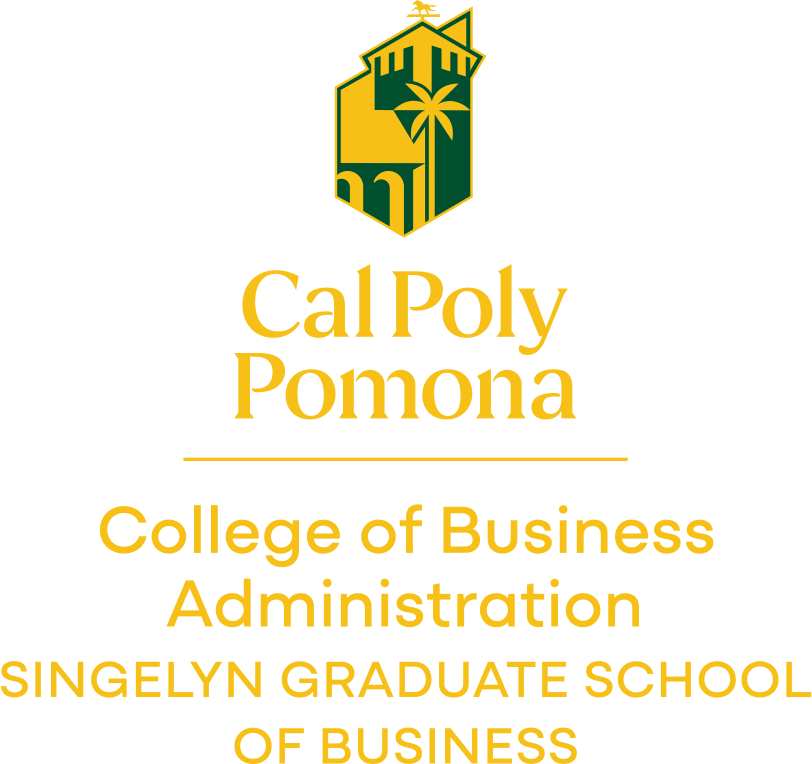 Cal Poly
Pomona
College of Business
Administration
SINGELYN GRADUATE SCHOOL
OF BUSINESS